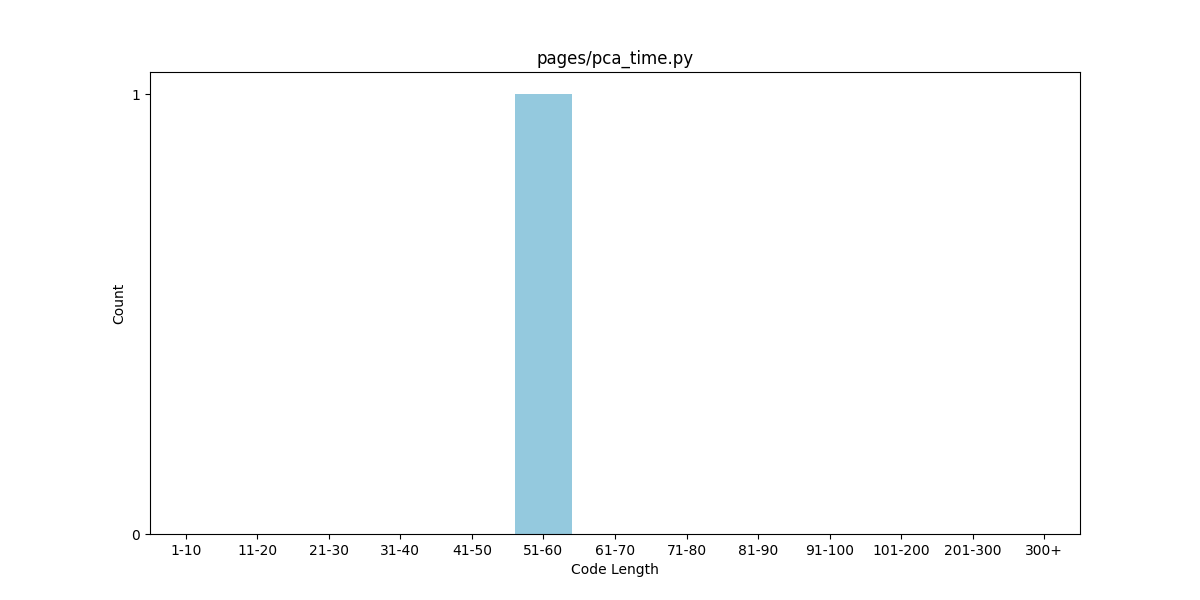 pages/pca_time.py
1
Count
0
1-10 11-20 21-30 31-40 41-50 51-60 61-70 71-80 81-90 91-100 101-200 201-300 300+
Code Length